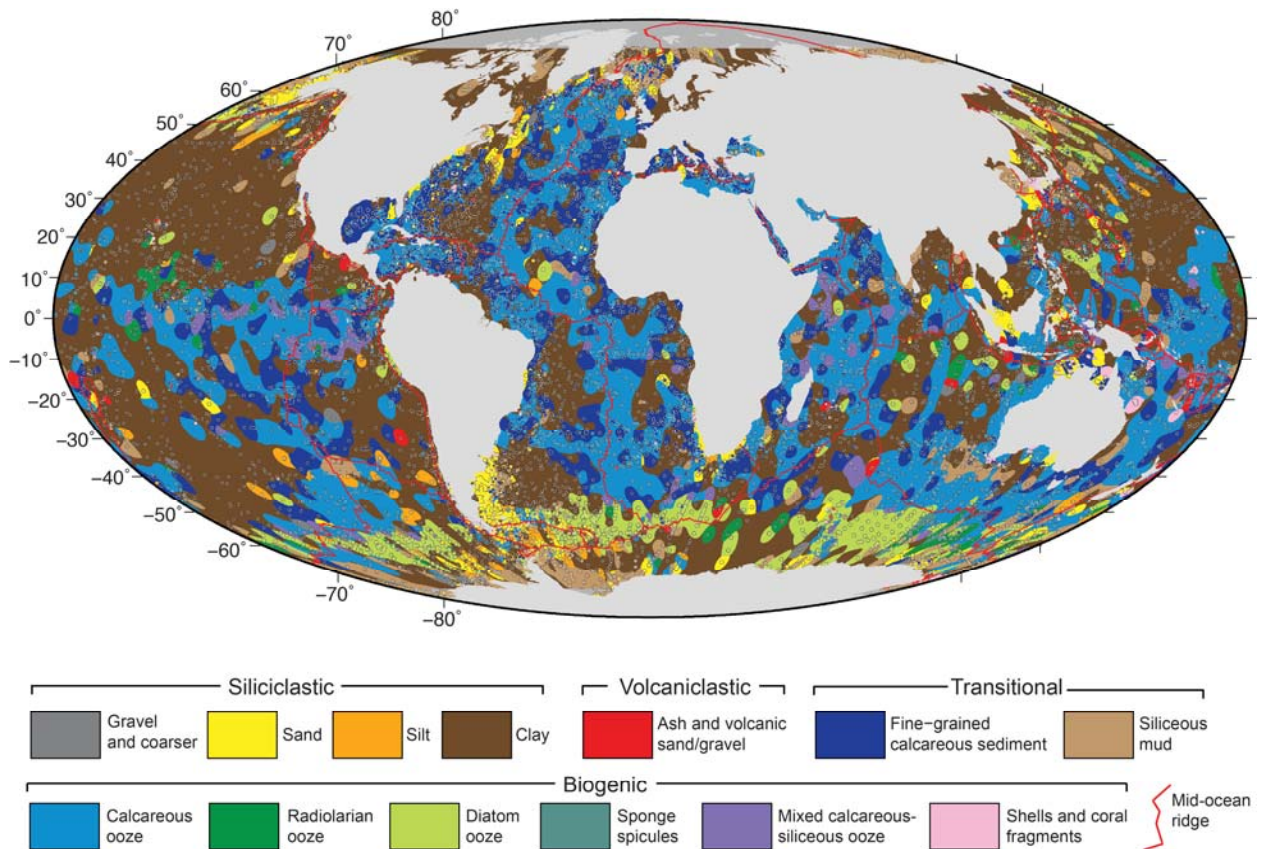 80˚
70˚
60˚
50˚
40˚
30˚
20˚
10˚
0˚
−10˚
−20˚
−30˚
−40˚
−50˚
−60˚
−70˚
−80˚
Siliciclastic
Volcaniclastic
Transitional
Gravel
and coarser
Sand
Silt
Clay
Ash and volcanic
sand/gravel
Fine−grained
calcareous sediment
Siliceous
mud
Biogenic
Calcareous
ooze
Radiolarian
ooze
Diatom
ooze
Sponge
spicules
Mixed calcareous-
siliceous ooze
Shells and coral
fragments
Mid-ocean
ridge